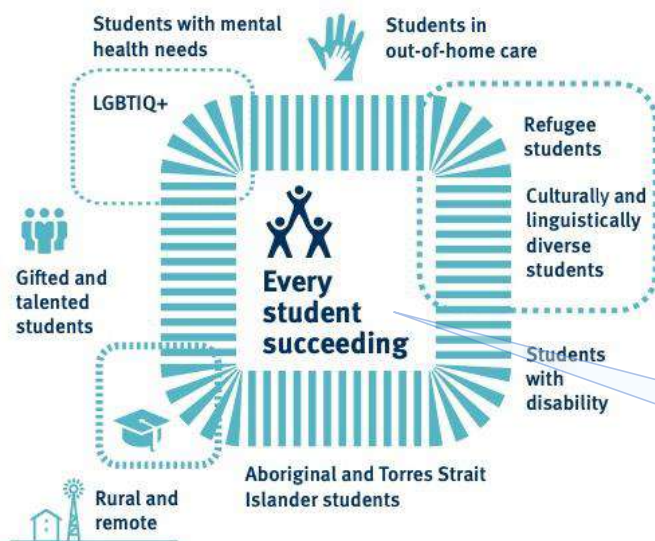 Students with mental
health needs
Students in
out-of-home care
LGBTIQ+
Refugee
students
Culturally and
linguistically
diverse
students
Gifted and
talented
students
Every
student
succeeding
Students
with
disability
Aboriginal and Torres Strait
Islander students
Rural and
remote